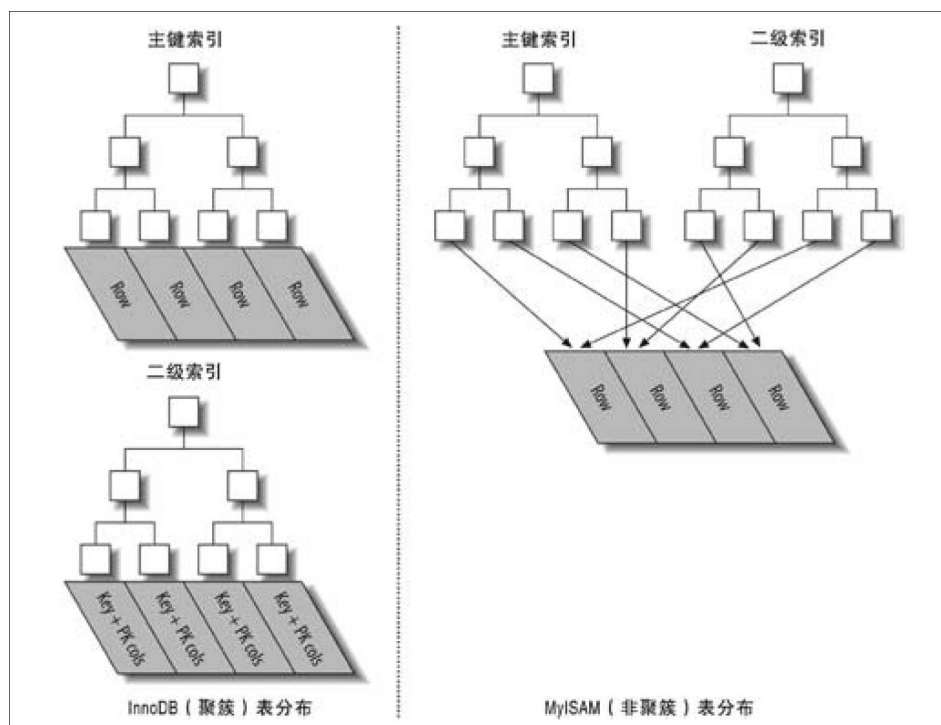 主键索引
Row
Row
Row
Row
二级索引
Key + PK cols
Key + PK cols
Key + PK cols
Key + PK cols
InnoDB（聚簇）表分布
主键索引
二级索引
Row
Row
Row
Row
MyISAM（非聚簇）表分布